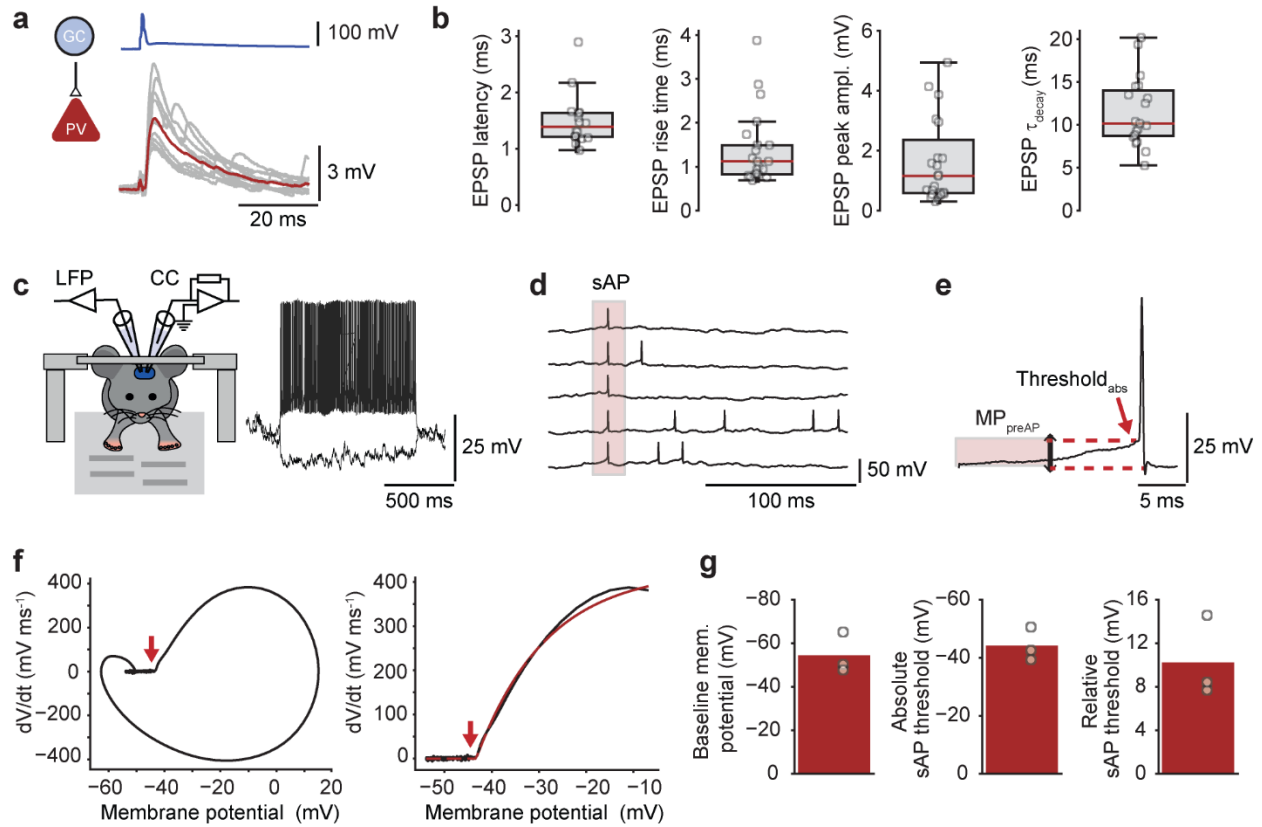 a
GC
PV
100 mV
3 mV
20 ms
b
EPSP latency (ms)
3
2
1
0
EPSP rise time (ms)
4
3
2
1
0
EPSP peak ampl. (mV)
6
4
2
0
EPSP τdecay (ms)
20
15
10
5
0
c
LFP
CC
25 mV
500 ms
d
sAP
50 mV
100 ms
e
Thresholdabs
MPpreAP
25 mV
5 ms
f
dV/dt (mV ms⁻¹)
400
200
0
−200
−400
−60
−40
−20
0
20
Membrane potential (mV)
dV/dt (mV ms⁻¹)
400
300
200
100
0
−50
−40
−30
−20
−10
Membrane potential (mV)
g
Baseline mem.
potential (mV)
−80
−60
−40
−20
0
Absolute
sAP threshold (mV)
−60
−40
−20
0
Relative
sAP threshold (mV)
16
12
8
4
0